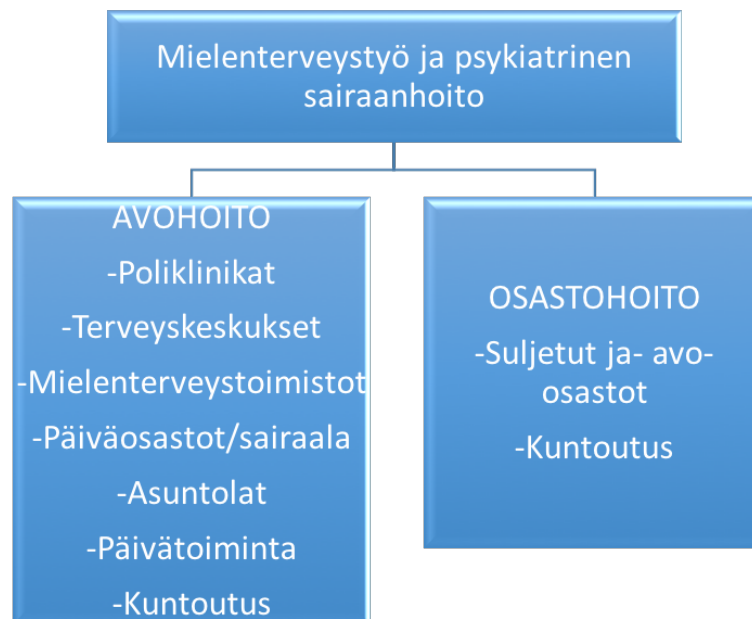 Mielenterveystyö ja psykiatrinen
sairaanhoito
AVOHOITO
-Poliklinikat
-Terveyskeskukset
-Mielenterveystoimistot
-Päiväosastot/sairaala
-Asuntolat
-Päivätoiminta
-Kuntoutus
OSASTOHOITO
-Suljetut ja- avo-
osastot
-Kuntoutus